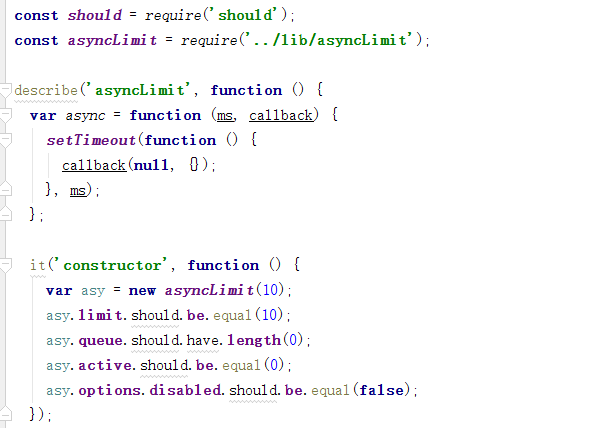 const should = require('should');
const asyncLimit = require('../lib/asyncLimit');
describe('asyncLimit', function () {
var async = function (ms, callback) {
setTimeout(function () {
callback(null, {});
}, ms);
};
it('constructor', function () {
var asy = new asyncLimit(10);
asy.limit.should.be.equal(10);
asy.queue.should.have.length(0);
asy.active.should.be.equal(0);
asy.options.disabled.should.be.equal(false);
});